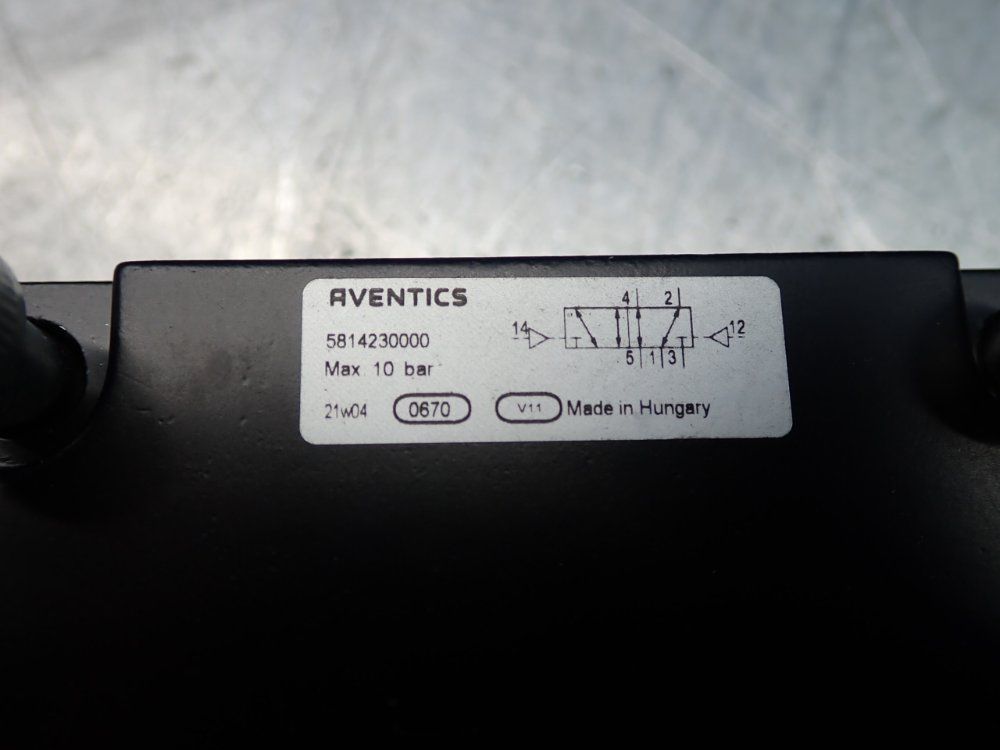 AVENTICS
5814230000
Max 10 bar
21w04 0670 V11 Made in Hungary
4 2
14 12
5 1 3